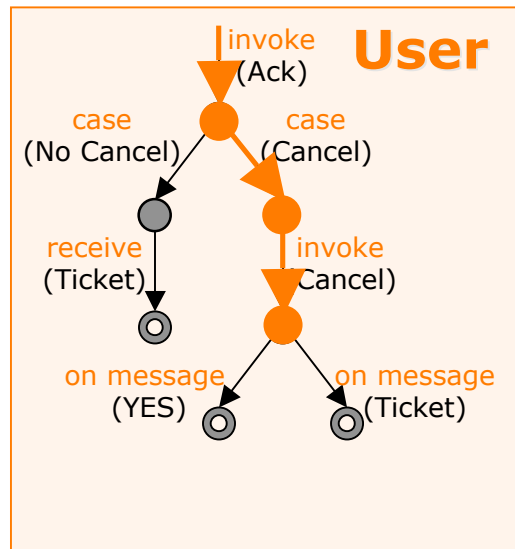 User
invoke
(Ack)
case
(No Cancel)
case
(Cancel)
receive
(Ticket)
invoke
(Cancel)
on message
(YES)
on message
(Ticket)